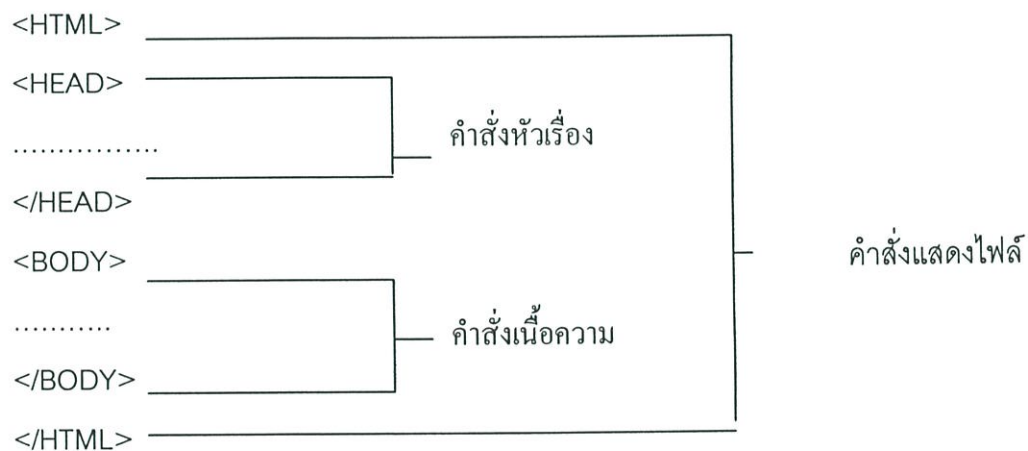 <HTML>
<HEAD>
คำสั่งหัวเรื่อง
................
</HEAD>
<BODY>
คำสั่งแสดงไฟล์
...........
คำสั่งเนื้อความ
</BODY>
</HTML>